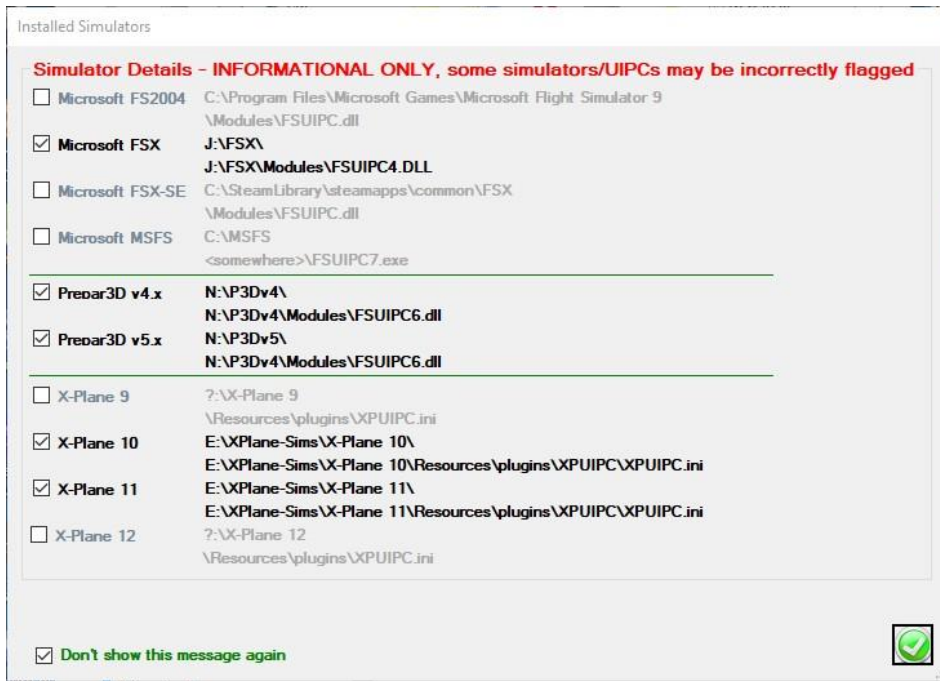 Installed Simulators
Simulator Details - INFORMATIONAL ONLY, some simulators/UIPCs may be incorrectly flagged
Microsoft FS2004 C:\Program Files\Microsoft Games\Microsoft Flight Simulator 9
\Modules\FSUIPC.dll
Microsoft FSX J:\FSX\
J:\FSX\Modules\FSUIPC4.DLL
Microsoft FSX-SE C:\SteamLibrary\steamapps\common\FSX
\Modules\FSUIPC.dll
Microsoft MSFS C:\MSFS
<somewhere>\FSUIPC7.exe
Prepar3D v4.x N:\P3Dv4\
N:\P3Dv4\Modules\FSUIPC6.dll
Prepar3D v5.x N:\P3Dv5\
N:\P3Dv4\Modules\FSUIPC6.dll
X-Plane 9 ?:\X-Plane 9
\Resources\plugins\XPUIPC.ini
X-Plane 10 E:\XPlane-Sims\X-Plane 10\
E:\XPlane-Sims\X-Plane 10\Resources\plugins\XPUIPC\XPUIPC.ini
X-Plane 11 E:\XPlane-Sims\X-Plane 11\
E:\XPlane-Sims\X-Plane 11\Resources\plugins\XPUIPC\XPUIPC.ini
X-Plane 12 ?:\X-Plane 12
\Resources\plugins\XPUIPC.ini
Don't show this message again